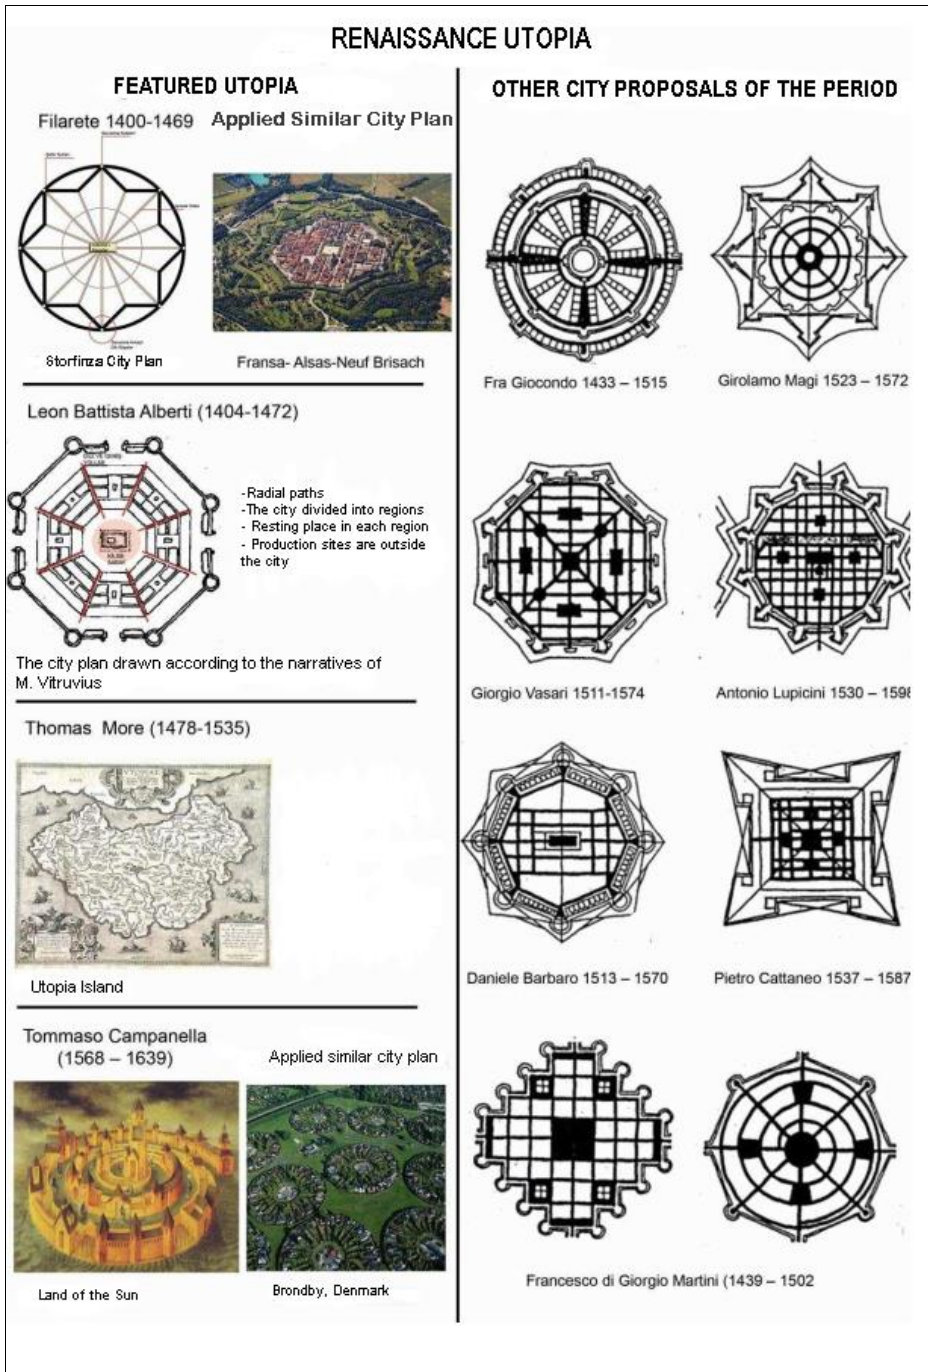 RENAISSANCE UTOPIA
FEATURED UTOPIA
Filarete 1400-1469
Applied Similar City Plan
Storfinza City Plan
Fransa- Alsas-Neuf Brisach
Leon Battista Alberti (1404-1472)
-Radial paths
-The city divided into regions
- Resting place in each region
- Production sites are outside
the city
The city plan drawn according to the narratives of
M. Vitruvius
Thomas More (1478-1535)
Utopia Island
Tommaso Campanella
(1568 – 1639)
Applied similar city plan
Land of the Sun
Brondby, Denmark
OTHER CITY PROPOSALS OF THE PERIOD
Fra Giocondo 1433 – 1515
Girolamo Magi 1523 – 1572
Giorgio Vasari 1511-1574
Antonio Lupicini 1530 – 1598
Daniele Barbaro 1513 – 1570
Pietro Cattaneo 1537 – 1587
Francesco di Giorgio Martini (1439 – 1502